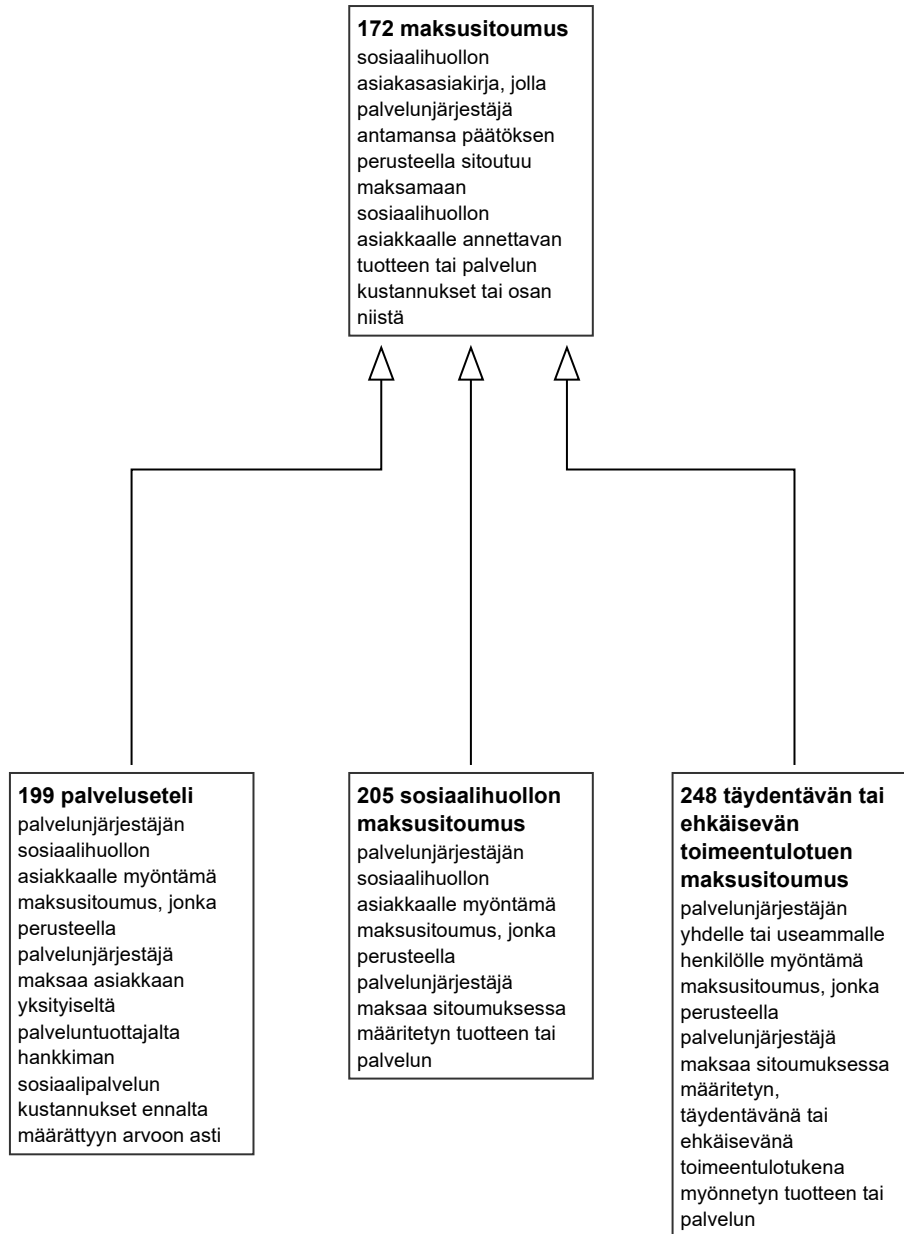 172 maksusitoumus
sosiaalihuollon
asiakasasiakirja, jolla
palvelunjärjestäjä
antamansa päätöksen
perusteella sitoutuu
maksamaan
sosiaalihuollon
asiakkaalle annettavan
tuotteen tai palvelun
kustannukset tai osan
niistä
199 palveluseteli
palvelunjärjestäjän
sosiaalihuollon
asiakkaalle myöntämä
maksusitoumus, jonka
perusteella
palvelunjärjestäjä
maksaa asiakkaan
yksityiseltä
palveluntuottajalta
hankkiman
sosiaalipalvelun
kustannukset ennalta
määrättyyn arvoon asti
205 sosiaalihuollon
maksusitoumus
palvelunjärjestäjän
sosiaalihuollon
asiakkaalle myöntämä
maksusitoumus, jonka
perusteella
palvelunjärjestäjä
maksaa sitoumuksessa
määritetyn tuotteen tai
palvelun
248 täydentävän tai
ehkäisevän
toimeentulotuen
maksusitoumus
palvelunjärjestäjän
yhdelle tai useammalle
henkilölle myöntämä
maksusitoumus, jonka
perusteella
palvelunjärjestäjä
maksaa sitoumuksessa
määritetyn,
täydentävänä tai
ehkäisevänä
toimeentulotukena
myönnetyn tuotteen tai
palvelun